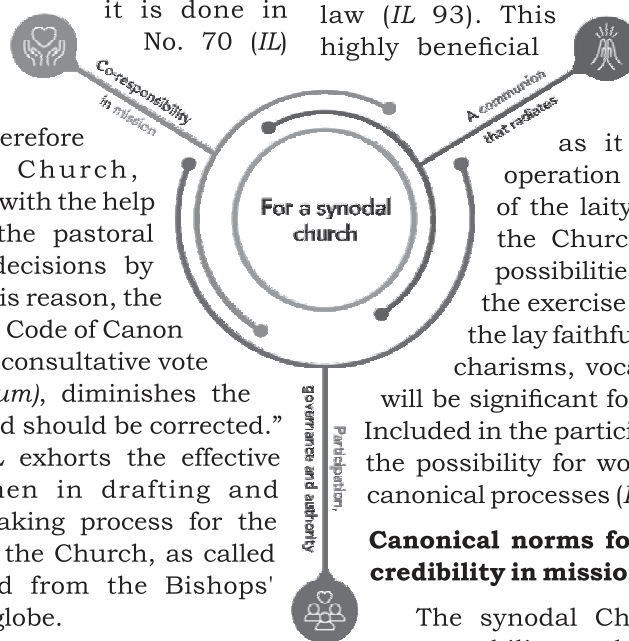 it is done in
No. 70 (IL)
erefore
Church,
with the help
the pastoral
decisions by
is reason, the
Code of Canon
consultative vote
um), diminishes the
d should be corrected.”
exhorts the effective
en in drafting and
aking process for the
the Church, as called
d from the Bishops'
globe.
Co-responsibility
in mission
For a synodal
church
A communion
that radiates
Participation,
governance and authority
law (IL 93). This
highly beneficial
as it
operation
of the laity
the Churc
possibilitie
the exercise
the lay faithfu
charisms, voca
will be significant fo
Included in the partici
the possibility for wo
canonical processes (I
Canonical norms fo
credibility in missio
The synodal Ch